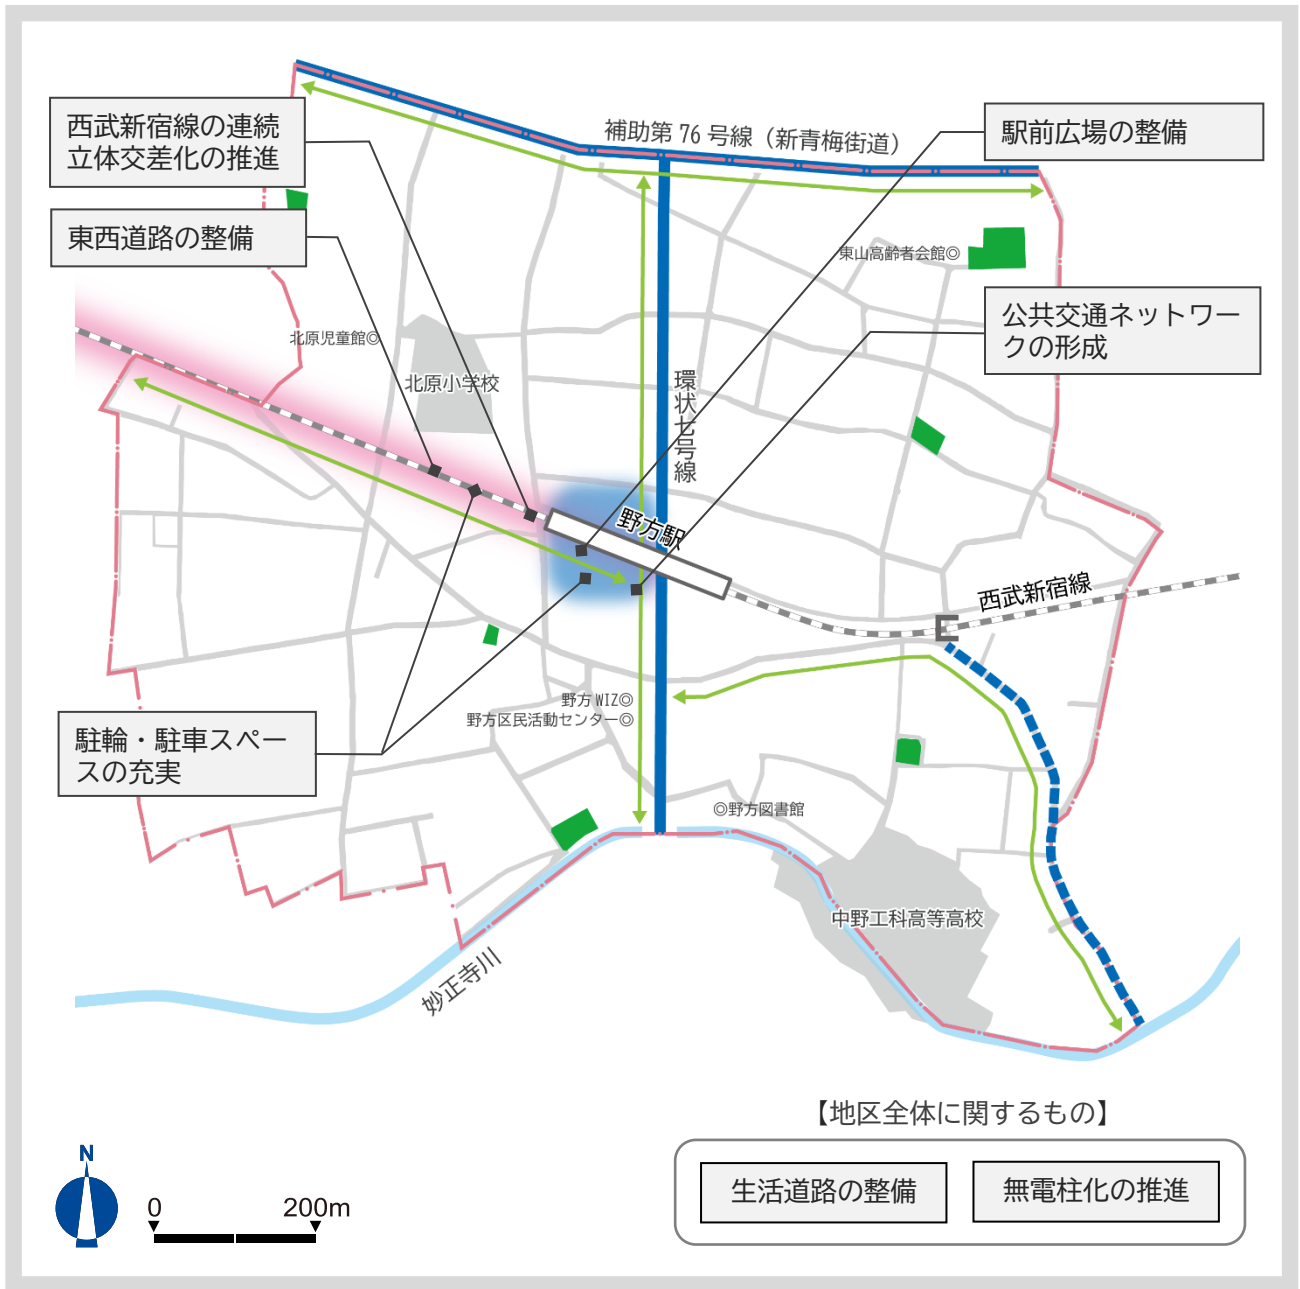 補助第 76 号線（新青梅街道）
西武新宿線の連続
立体交差化の推進
駅前広場の整備
東西道路の整備
東山高齢者会館◎
公共交通ネットワー
クの形成
北原児童館◎
北原小学校
環状七号線
野方駅
西武新宿線
野方 WIZ◎
野方区民活動センター◎
駐輪・駐車スペー
スの充実
◎野方図書館
中野工科高等高校
妙正寺川
【地区全体に関するもの】
生活道路の整備
無電柱化の推進
N
0
200m